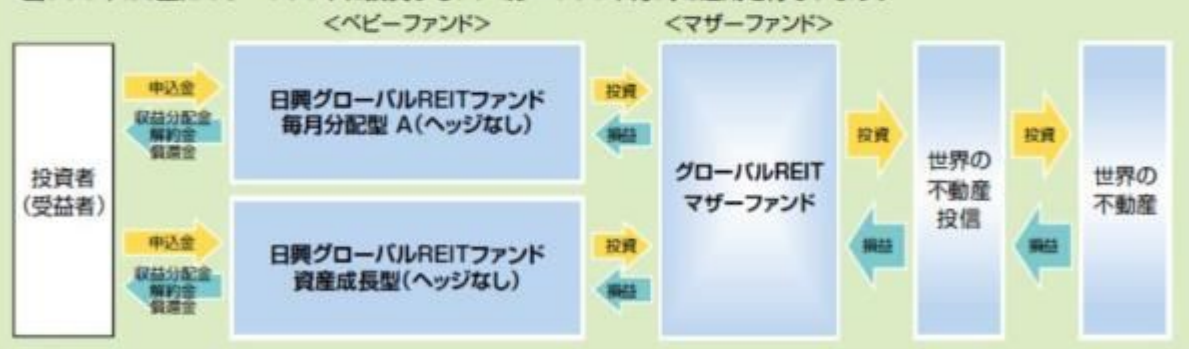 <ベビーファンド>
<マザーファンド>
投資者
(受益者)
申込金
収益分配金
解約金
償還金
日興グローバルREITファンド
毎月分配型 A(ヘッジなし)
投資
損益
申込金
収益分配金
解約金
償還金
日興グローバルREITファンド
資産成長型(ヘッジなし)
投資
損益
グローバルREIT
マザーファンド
投資
損益
世界の
不動産
投信
投資
損益
世界の
不動産